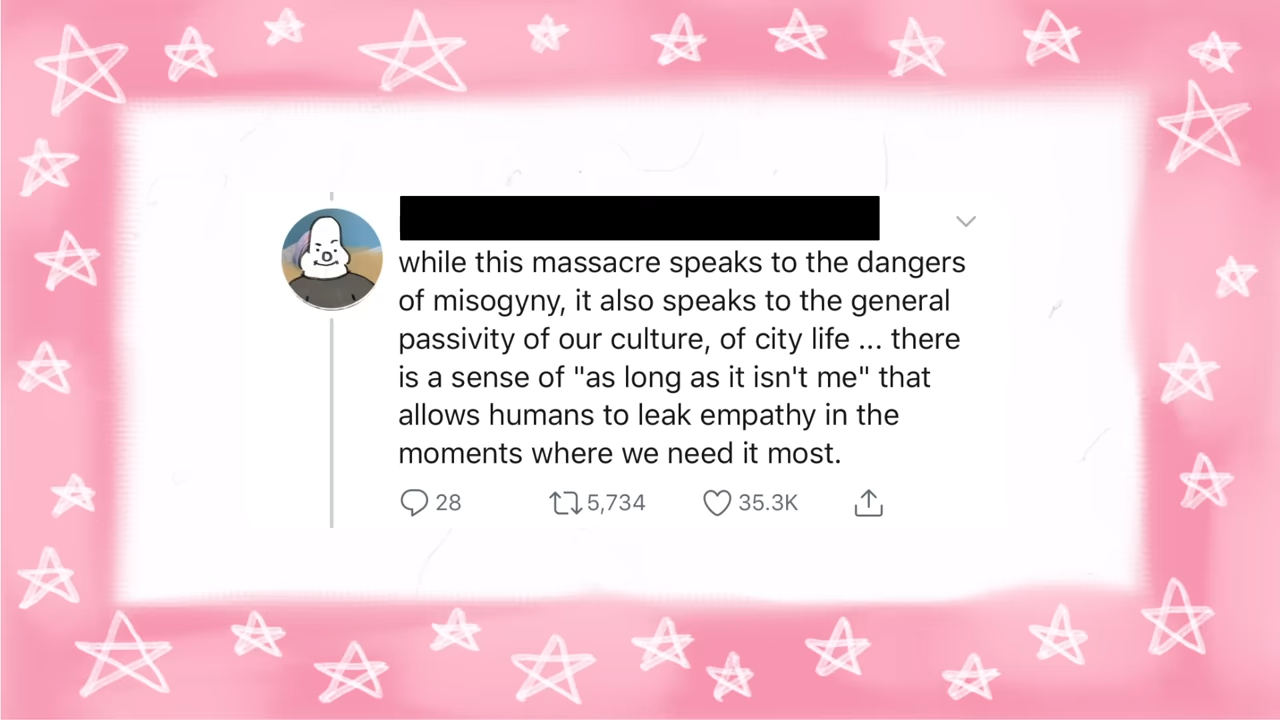 while this massacre speaks to the dangers
of misogyny, it also speaks to the general
passivity of our culture, of city life ... there
is a sense of "as long as it isn't me" that
allows humans to leak empathy in the
moments where we need it most.
28 5,734 35.3K